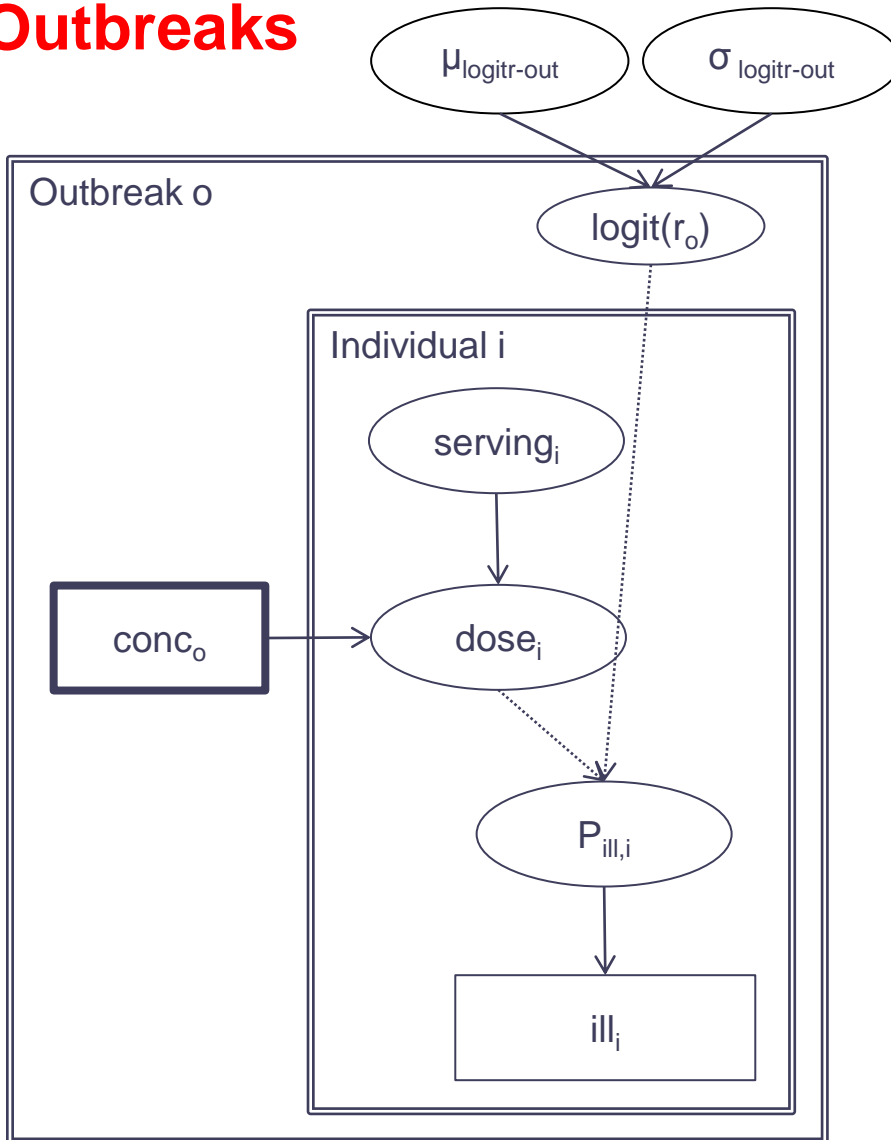 Outbreaks
μlogitr-out
σ logitr-out
Outbreak o
logit(ro)
Individual i
servingi
conco
dosei
Pill,i
illi